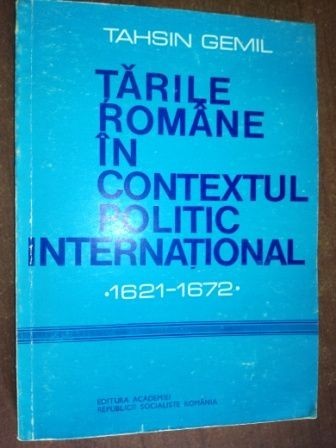 TAHSIN GEMIL
ȚĂRILE
ROMÂNE
ÎN
CONTEXTUL
POLITIC
INTERNAȚIONAL
•1621-1672•
EDITURA ACADEMIEI
REPUBLICII SOCIALISTE ROMÂNIA